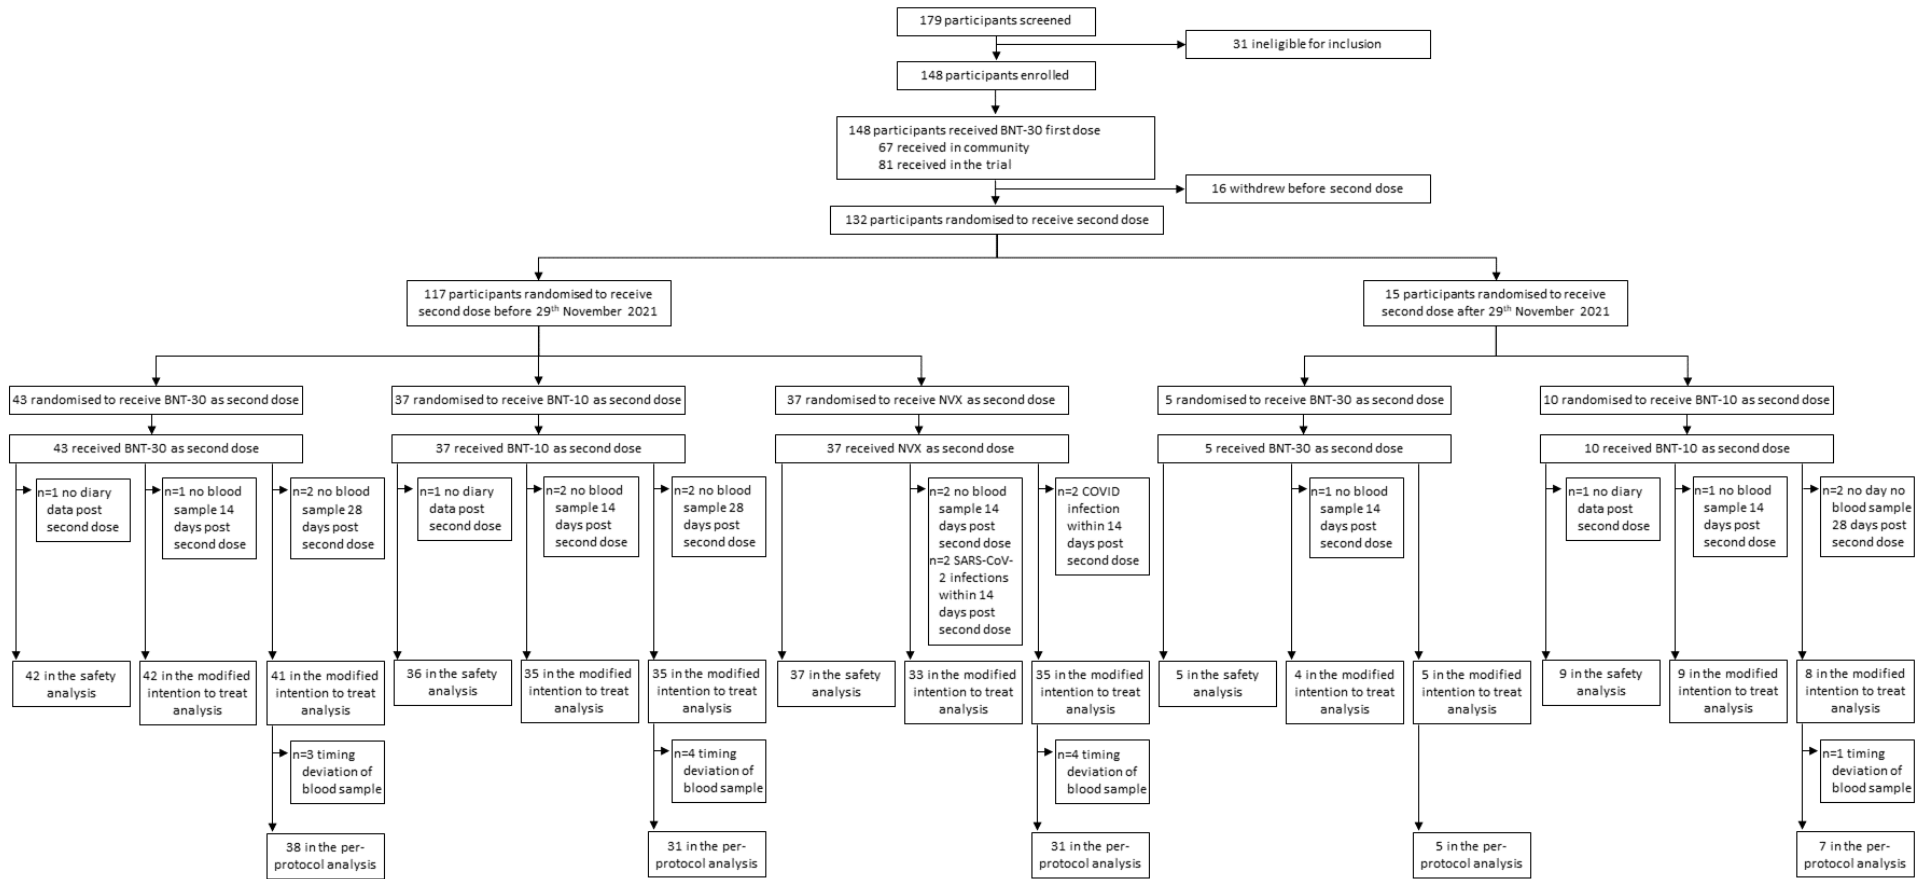 179 participants screened
31 ineligible for inclusion
148 participants enrolled
148 participants received BNT-30 first dose
67 received in community
81 received in the trial
16 withdrew before second dose
132 participants randomised to receive second dose
117 participants randomised to receive
second dose before 29th November 2021
15 participants randomised to receive
second dose after 29th November 2021
43 randomised to receive BNT-30 as second dose
37 randomised to receive BNT-10 as second dose
37 randomised to receive NVX as second dose
5 randomised to receive BNT-30 as second dose
10 randomised to receive BNT-10 as second dose
43 received BNT-30 as second dose
37 received BNT-10 as second dose
37 received NVX as second dose
5 received BNT-30 as second dose
10 received BNT-10 as second dose
n=1 no diary
data post
second dose
n=1 no blood
sample 14
days post
second dose
n=2 no blood
sample 28
days post
second dose
n=1 no diary
data post
second dose
n=2 no blood
sample 14
days post
second dose
n=2 no blood
sample 28
days post
second dose
n=2 no blood
sample 14
days post
second dose
n=2 SARS-CoV-
2 infections
within 14
days post
second dose
n=2 COVID
infection
within 14
days post
second dose
n=1 no blood
sample 14
days post
second dose
n=1 no diary
data post
second dose
n=1 no blood
sample 14
days post
second dose
n=2 no day no
blood sample
28 days post
second dose
42 in the safety
analysis
42 in the modified
intention to treat
analysis
41 in the modified
intention to treat
analysis
36 in the safety
analysis
35 in the modified
intention to treat
analysis
35 in the modified
intention to treat
analysis
37 in the safety
analysis
33 in the modified
intention to treat
analysis
35 in the modified
intention to treat
analysis
5 in the safety
analysis
4 in the modified
intention to treat
analysis
5 in the modified
intention to treat
analysis
9 in the safety
analysis
9 in the modified
intention to treat
analysis
8 in the modified
intention to treat
analysis
n=3 timing
deviation of
blood sample
n=4 timing
deviation of
blood sample
n=4 timing
deviation of
blood sample
n=1 timing
deviation of
blood sample
38 in the per-
protocol analysis
31 in the per-
protocol analysis
31 in the per-
protocol analysis
5 in the per-
protocol analysis
7 in the per-
protocol analysis